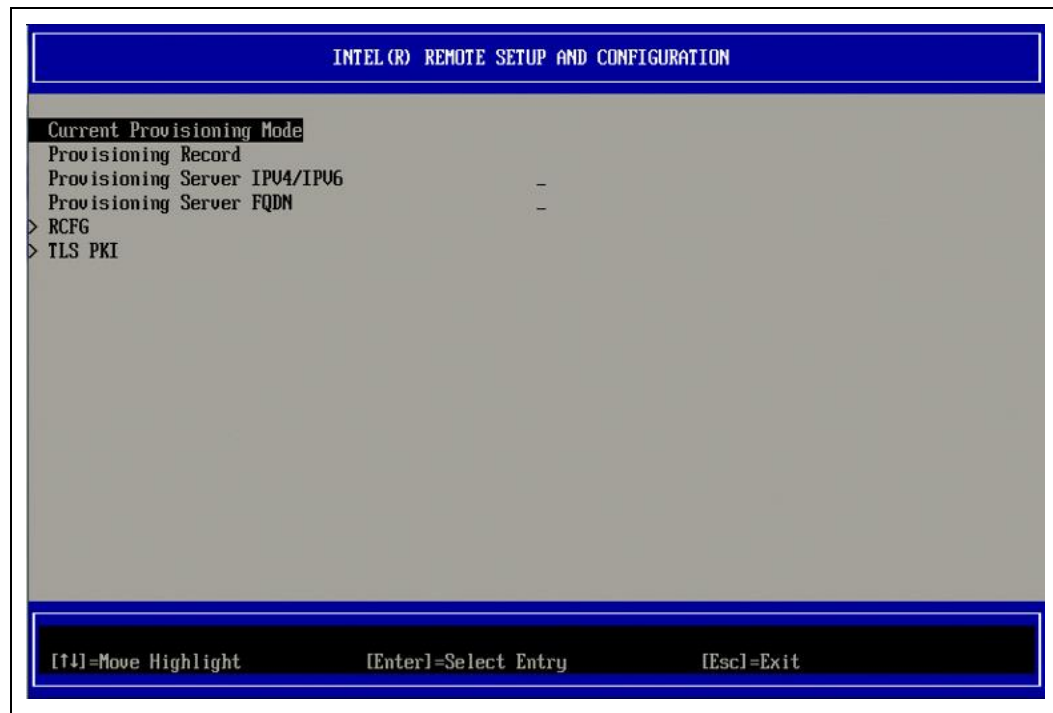 INTEL(R) REMOTE SETUP AND CONFIGURATION
Current Provisioning Mode
Provisioning Record
Provisioning Server IPV4/IPV6 _
Provisioning Server FQDN _
> RCFG
> TLS PKI
[↑↓]=Move Highlight [Enter]=Select Entry [Esc]=Exit